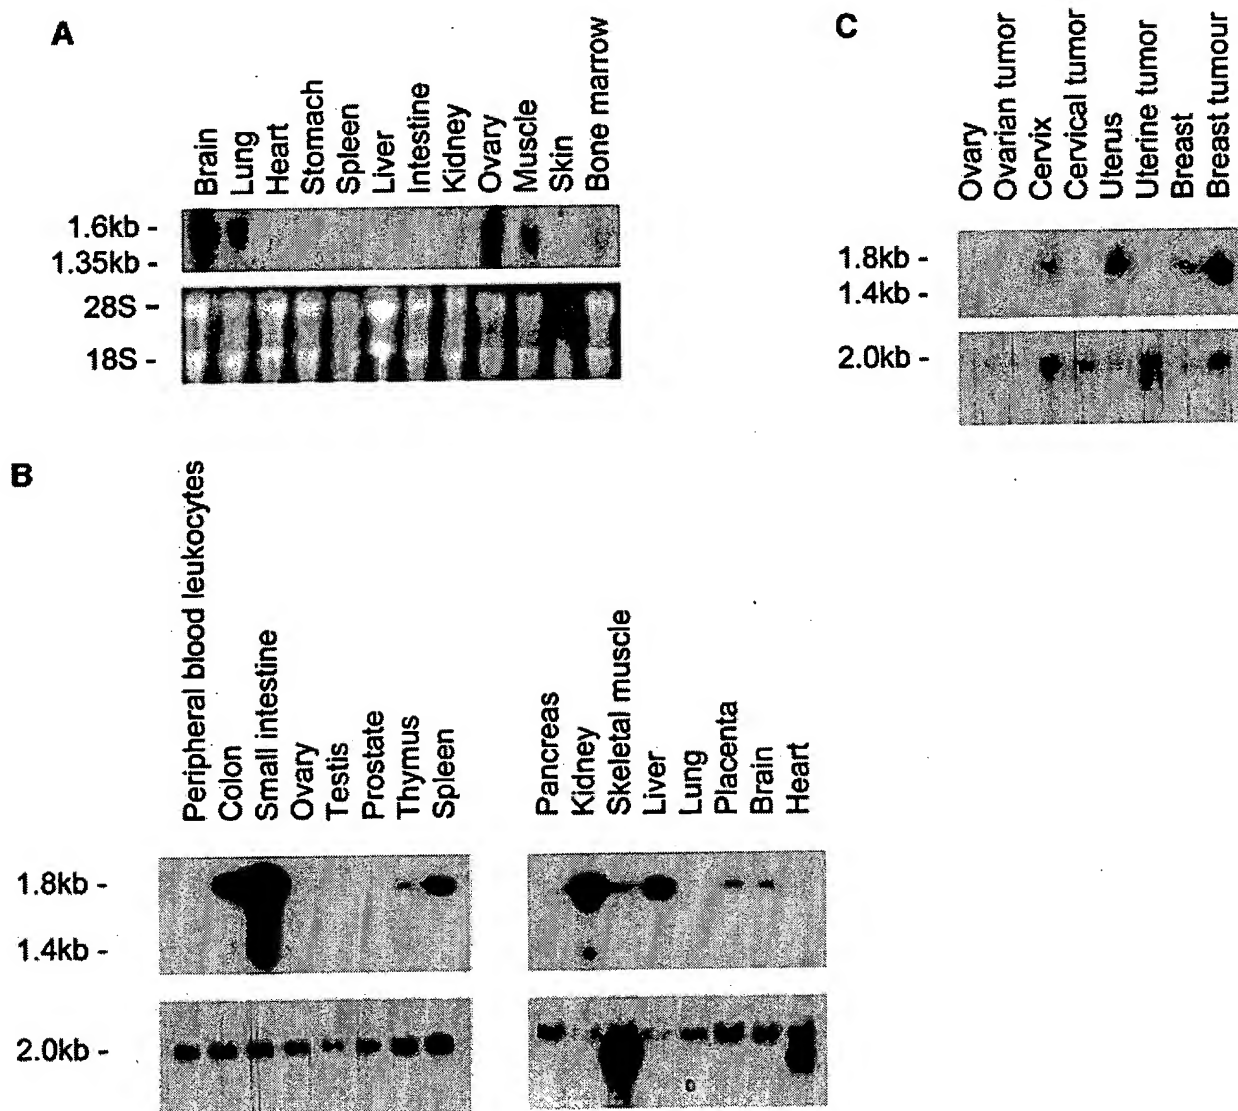 A
Brain
Lung
Heart
Stomach
Spleen
Liver
Intestine
Kidney
Ovary
Muscle
Skin
Bone marrow
1.6kb -
1.35kb -
28S -
18S -
C
Ovary
Ovarian tumor
Cervix
Cervical tumor
Uterus
Uterine tumor
Breast
Breast tumour
1.8kb -
1.4kb -
2.0kb -
B
Peripheral blood leukocytes
Colon
Small intestine
Ovary
Testis
Prostate
Thymus
Spleen
Pancreas
Kidney
Skeletal muscle
Liver
Lung
Placenta
Brain
Heart
1.8kb -
1.4kb -
2.0kb -